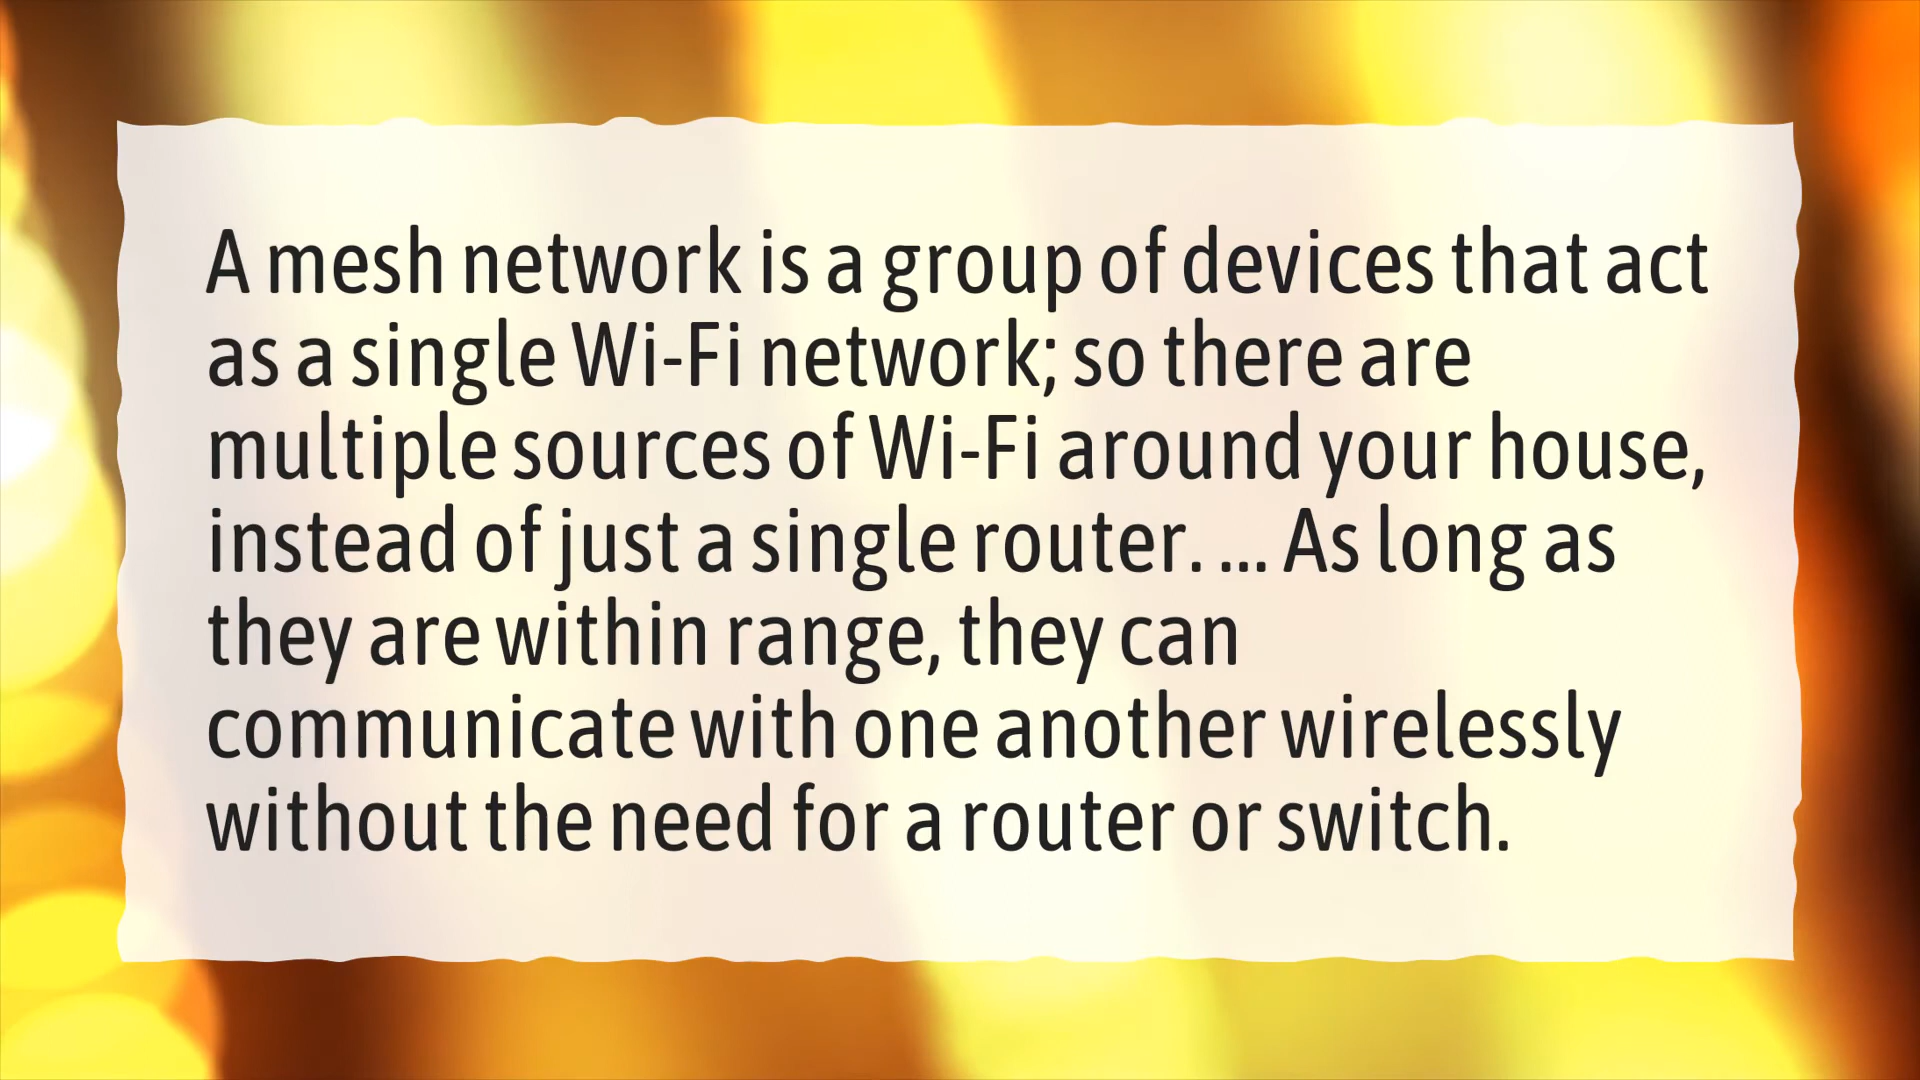 A mesh network is a group of devices that act
as a single Wi-Fi network; so there are
multiple sources of Wi-Fi around your house,
instead of just a single router. ... As long as
they are within range, they can
communicate with one another wirelessly
without the need for a router or switch.